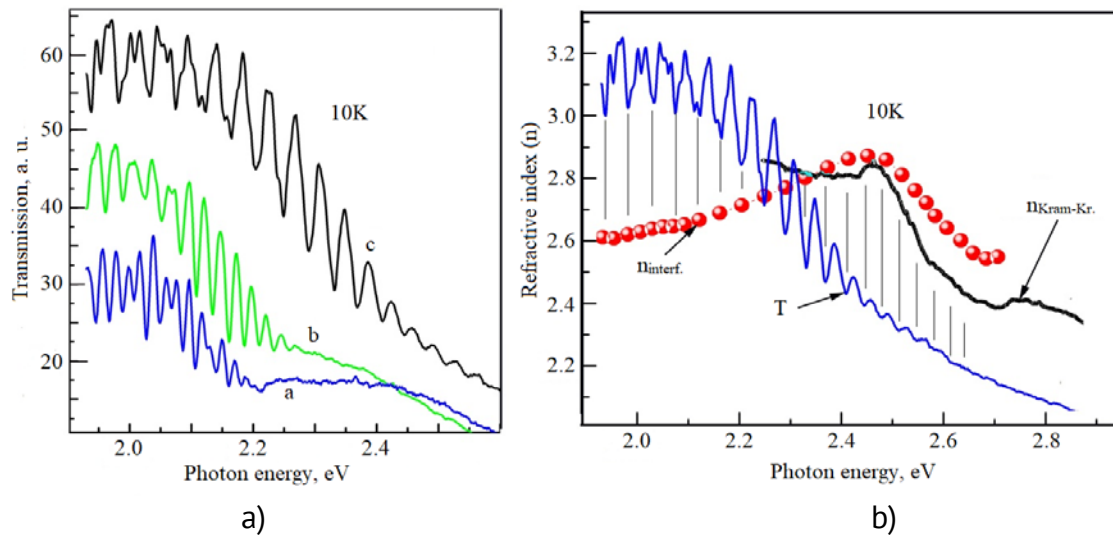 Transmission, a. u.
60
50
40
30
20
10K
c
b
a
2.0
2.2
2.4
Photon energy, eV
a)
Refractive index (n)
3.2
3.0
2.8
2.6
2.4
2.2
10K
nKram-Kr.
ninterf.
T
2.0
2.2
2.4
2.6
2.8
Photon energy, eV
b)